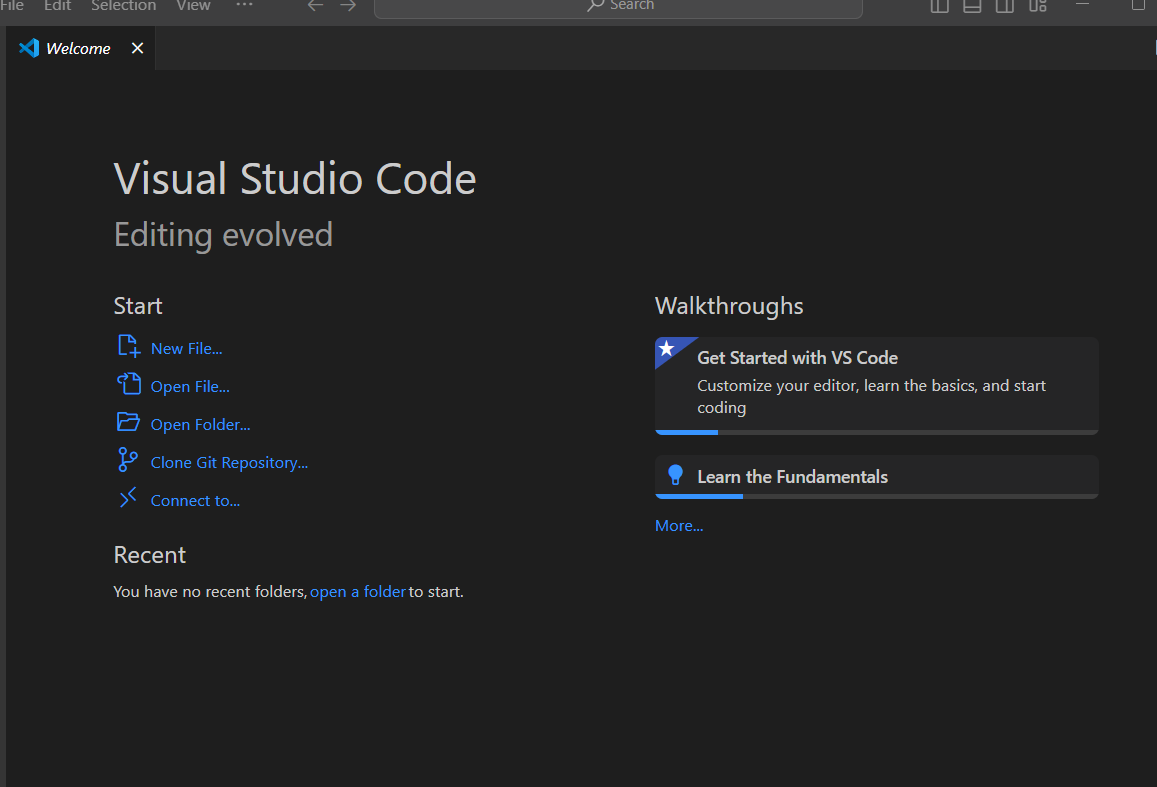 File Edit Selection View ··· Search
Welcome
Visual Studio Code
Editing evolved
Start
New File...
Open File...
Open Folder...
Clone Git Repository...
Connect to...
Recent
You have no recent folders, open a folder to start.
Walkthroughs
Get Started with VS Code
Customize your editor, learn the basics, and start
coding
Learn the Fundamentals
More...